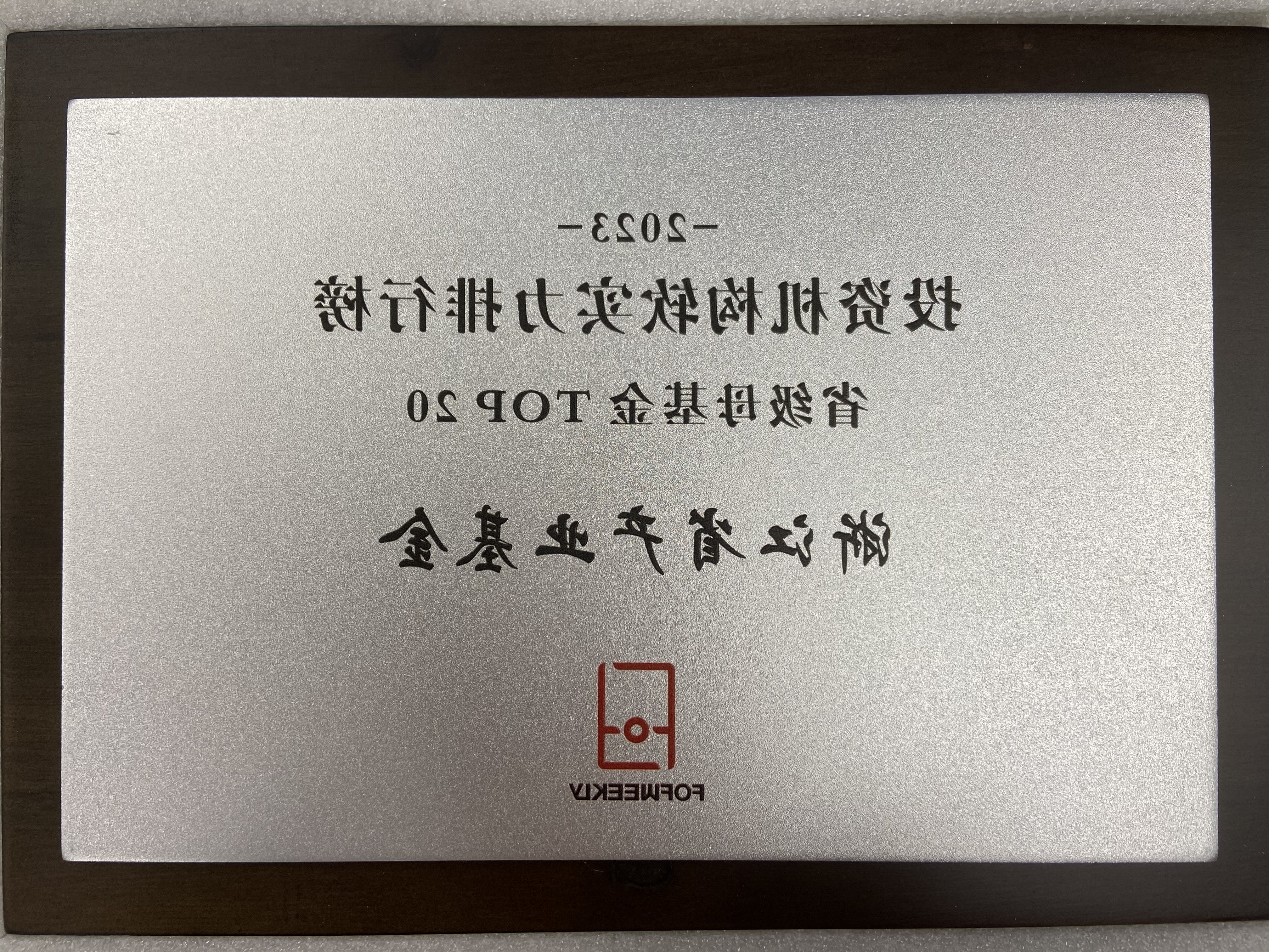 -2023-
投资机构软实力排行榜
省级母基金 TOP 20
浙江省产业基金
FOFWEEKLY